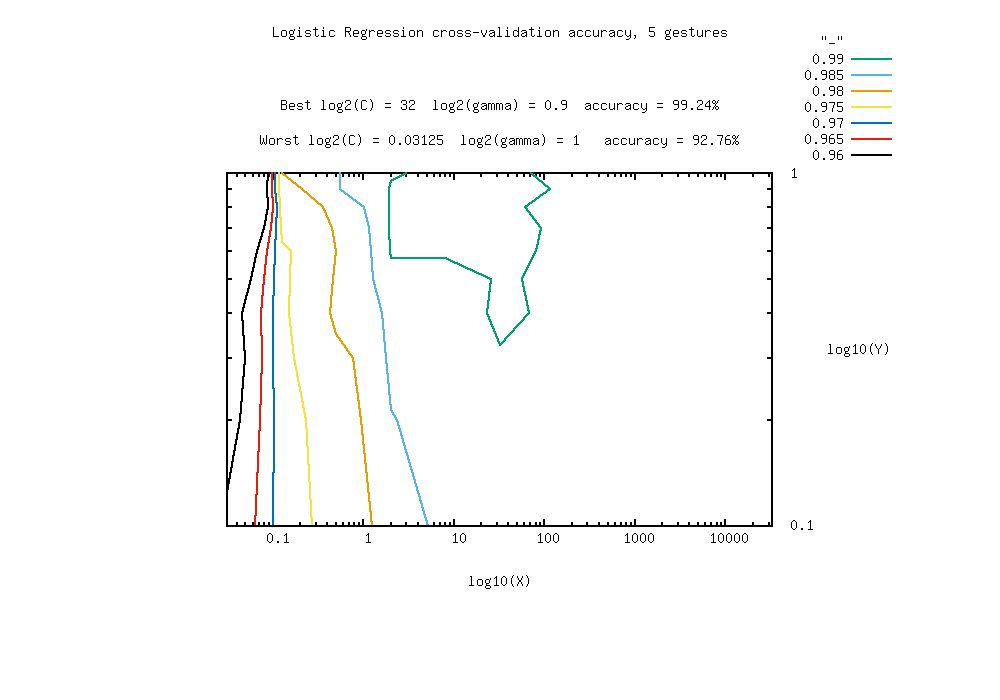 Logistic Regression cross-validation accuracy, 5 gestures
"_"
0.99
0.985
0.98
0.975
0.97
0.965
0.96
Best log2(C) = 32 log2(gamma) = 0.9 accuracy = 99.24%
Worst log2(C) = 0.03125 log2(gamma) = 1 accuracy = 92.76%
1
log10(Y)
0.1
0.1 1 10 100 1000 10000
log10(X)